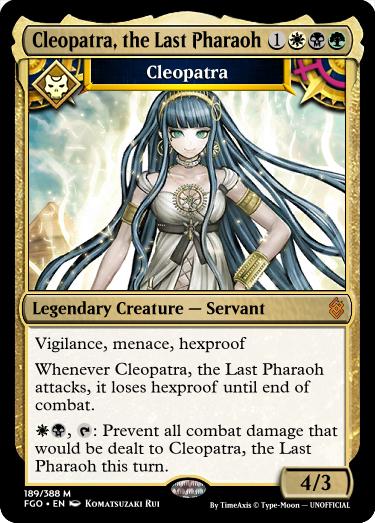 Cleopatra, the Last Pharaoh 1
Cleopatra
Legendary Creature — Servant
Vigilance, menace, hexproof
Whenever Cleopatra, the Last Pharaoh
attacks, it loses hexproof until end of
combat.
, : Prevent all combat damage that
would be dealt to Cleopatra, the Last
Pharaoh this turn.
4/3
189/388 M
FGO • EN Komatsuzaki Rui
By TimeAxis © Type-Moon — UNOFFICIAL